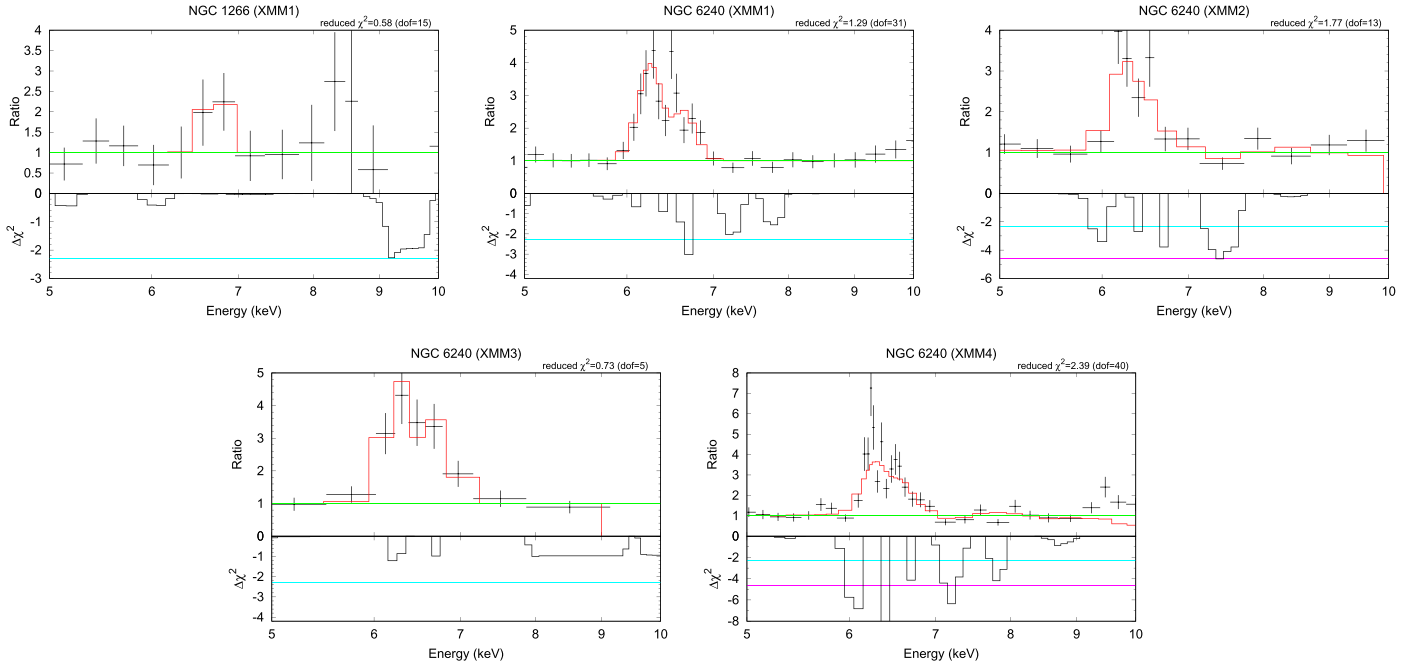 NGC 1266 (XMM1)
reduced χ²=0.58 (dof=15)
Ratio
4
3.5
3
2.5
2
1.5
1
0.5
0
Δχ²
-1
-2
-3
5 6 7 8 9 10
Energy (keV)
NGC 6240 (XMM1)
reduced χ²=1.29 (dof=31)
Ratio
5
4
3
2
1
0
Δχ²
-1
-2
-3
-4
5 6 7 8 9 10
Energy (keV)
NGC 6240 (XMM2)
reduced χ²=1.77 (dof=13)
Ratio
4
3
2
1
0
Δχ²
-2
-4
-6
5 6 7 8 9 10
Energy (keV)
NGC 6240 (XMM3)
reduced χ²=0.73 (dof=5)
Ratio
5
4
3
2
1
0
Δχ²
-1
-2
-3
-4
5 6 7 8 9 10
Energy (keV)
NGC 6240 (XMM4)
reduced χ²=2.39 (dof=40)
Ratio
8
7
6
5
4
3
2
1
0
Δχ²
-2
-4
-6
-8
5 6 7 8 9 10
Energy (keV)